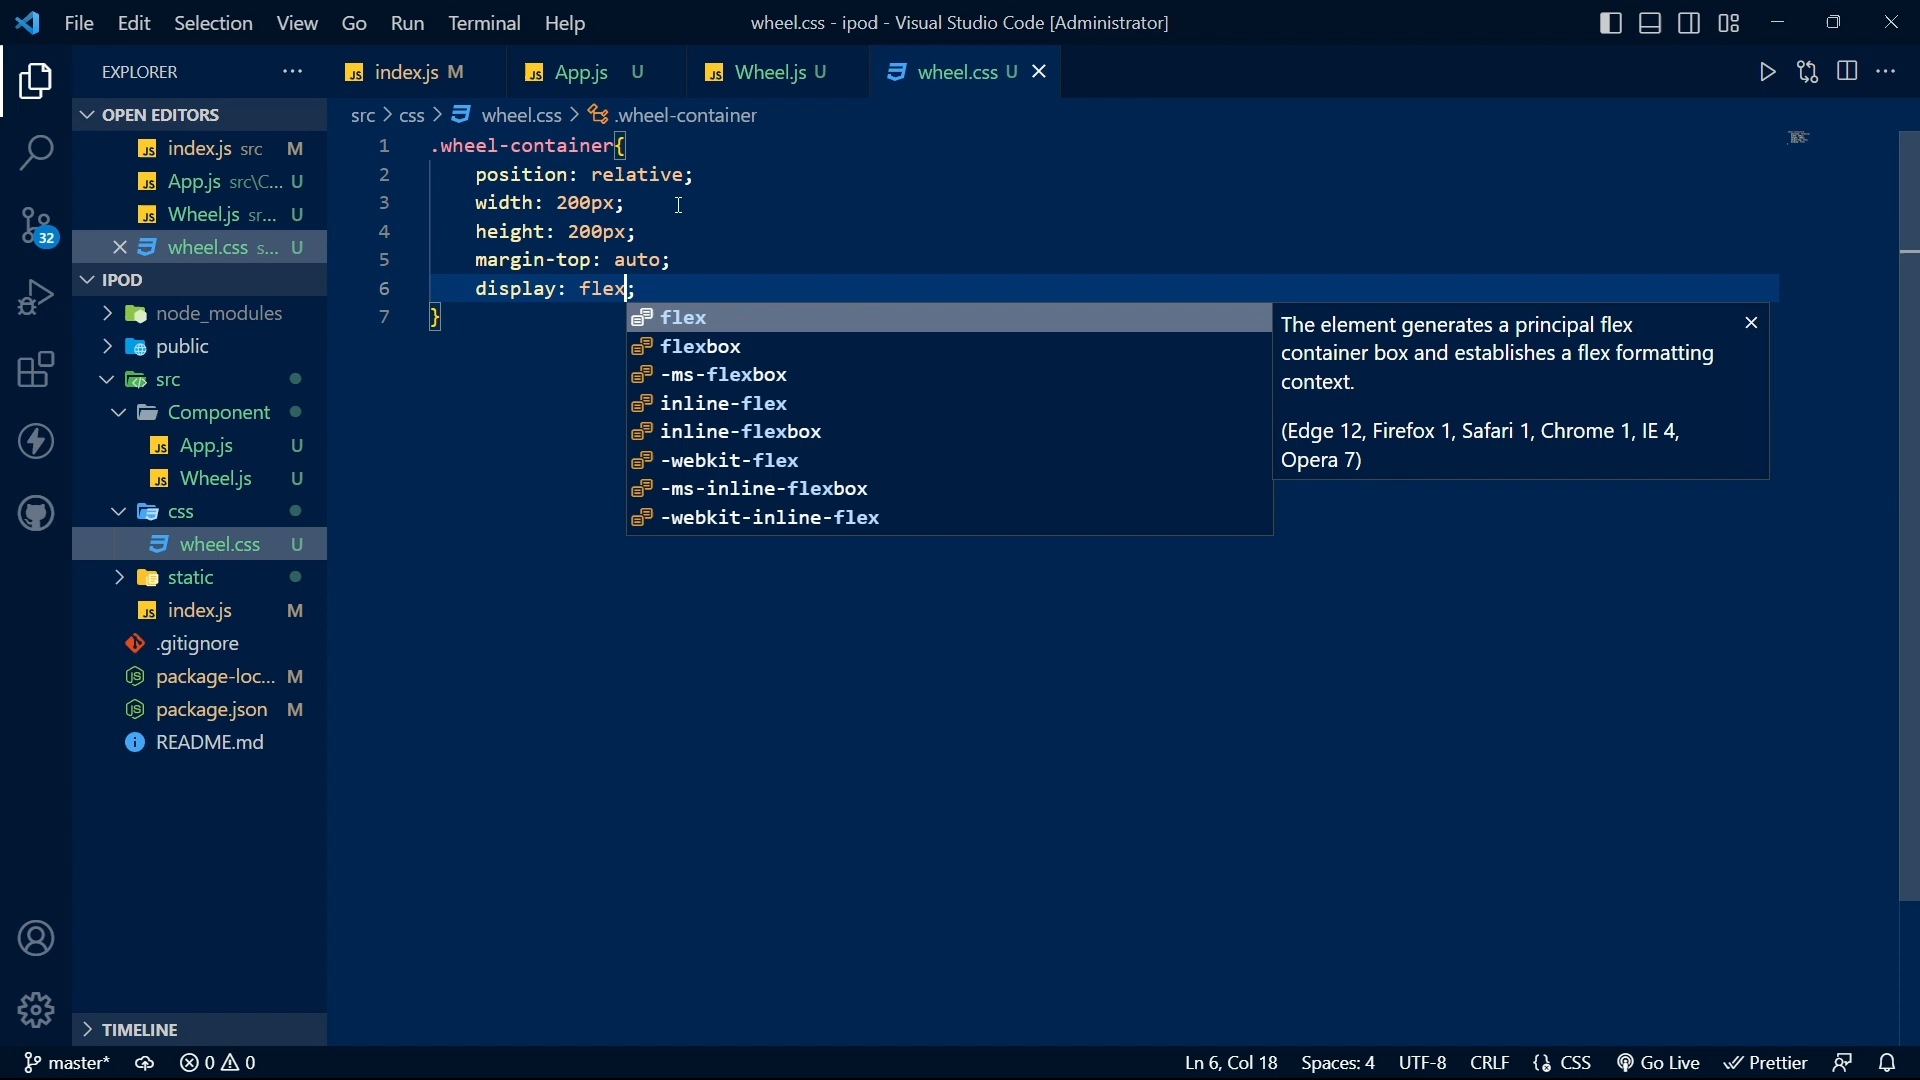 File Edit Selection View Go Run Terminal Help wheel.css - ipod - Visual Studio Code [Administrator]
EXPLORER
index.js M App.js U Wheel.js U wheel.css U
OPEN EDITORS
index.js src M
App.js src\C... U
Wheel.js sr... U
wheel.css s... U
IPOD
node_modules
public
src
Component
App.js U
Wheel.js U
css
wheel.css U
static
index.js M
.gitignore
package-loc... M
package.json M
README.md
TIMELINE
32
src > css > wheel.css > .wheel-container
1 .wheel-container{
2 position: relative;
3 width: 200px;
4 height: 200px;
5 margin-top: auto;
6 display: flex;
7 }
flex
flexbox
-ms-flexbox
inline-flex
inline-flexbox
-webkit-flex
-ms-inline-flexbox
-webkit-inline-flex
The element generates a principal flex
container box and establishes a flex formatting
context.
(Edge 12, Firefox 1, Safari 1, Chrome 1, IE 4,
Opera 7)
master* 0 0 Ln 6, Col 18 Spaces: 4 UTF-8 CRLF CSS Go Live Prettier